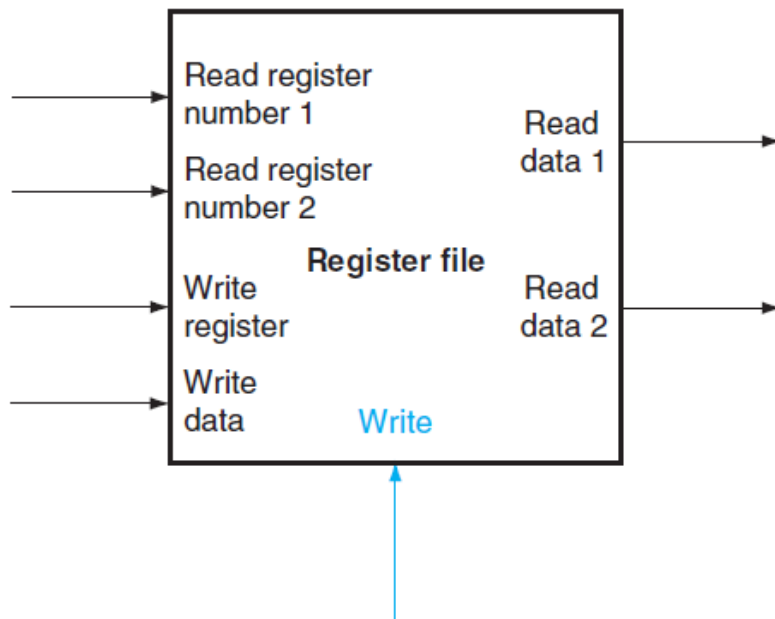 Read register
number 1
Read
data 1
Read register
number 2
Register file
Write
register
Read
data 2
Write
data
Write